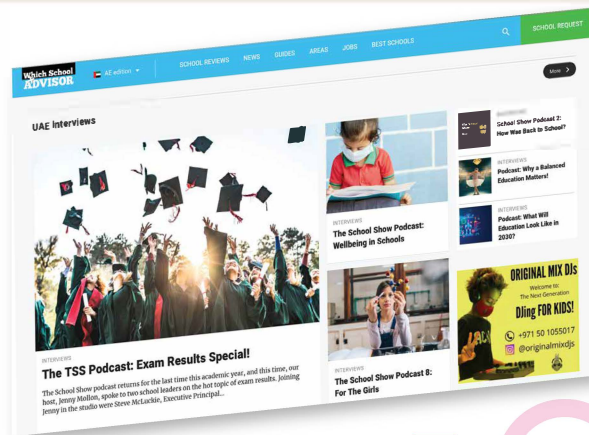 Which School
ADVISOR
AE edition
SCHOOL REVIEWS
NEWS
GUIDES
AREAS
JOBS
BEST SCHOOLS
SCHOOL REQUEST
More
UAE interviews
INTERVIEWS
The TSS Podcast: Exam Results Special!
The School Show podcast returns for the last time this academic year, and this time, our
host, Jenny Mollon, spoke to two school leaders on the hot topic of exam results. Joining
Jenny in the studio were Steve McLuckie, Executive Principal...
INTERVIEWS
The School Show Podcast:
Wellbeing in Schools
INTERVIEWS
The School Show Podcast 8:
For The Girls
School Show Podcast 2:
How Was Back to School?
INTERVIEWS
Podcast: Why a Balanced
Education Matters!
INTERVIEWS
Podcast: What Will
Education Look Like in
2030?
ORIGINAL MIX DJs
Welcome to:
The Next Generation
DJing FOR KIDS!
+971 50 1055017
@originalmixdjs